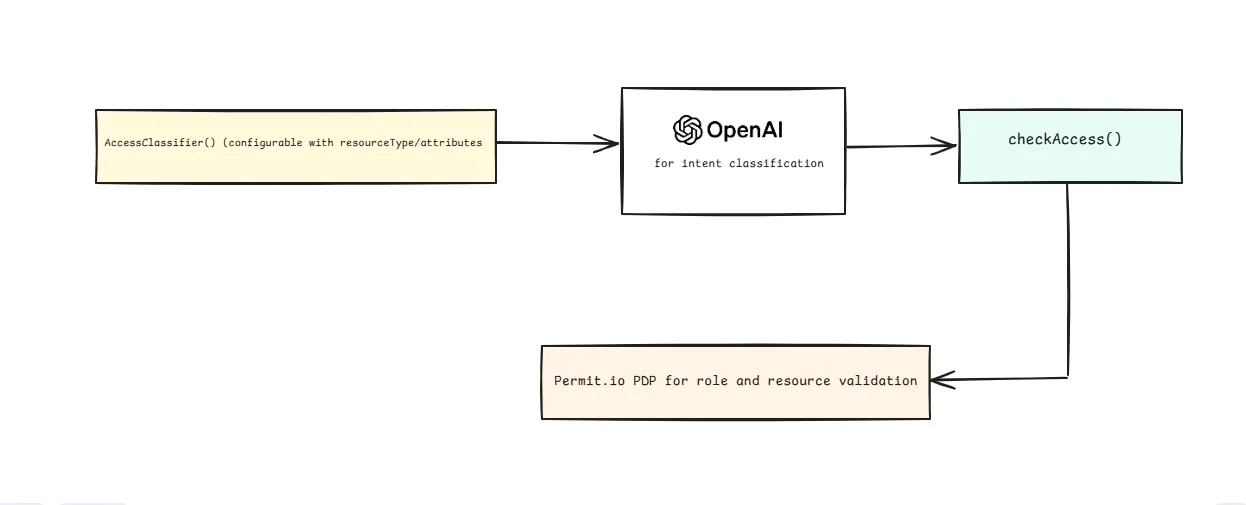 AccessClassifier() (configurable with resourceType/attributes
OpenAI
for intent classification
checkAccess()
Permit.io PDP for role and resource validation